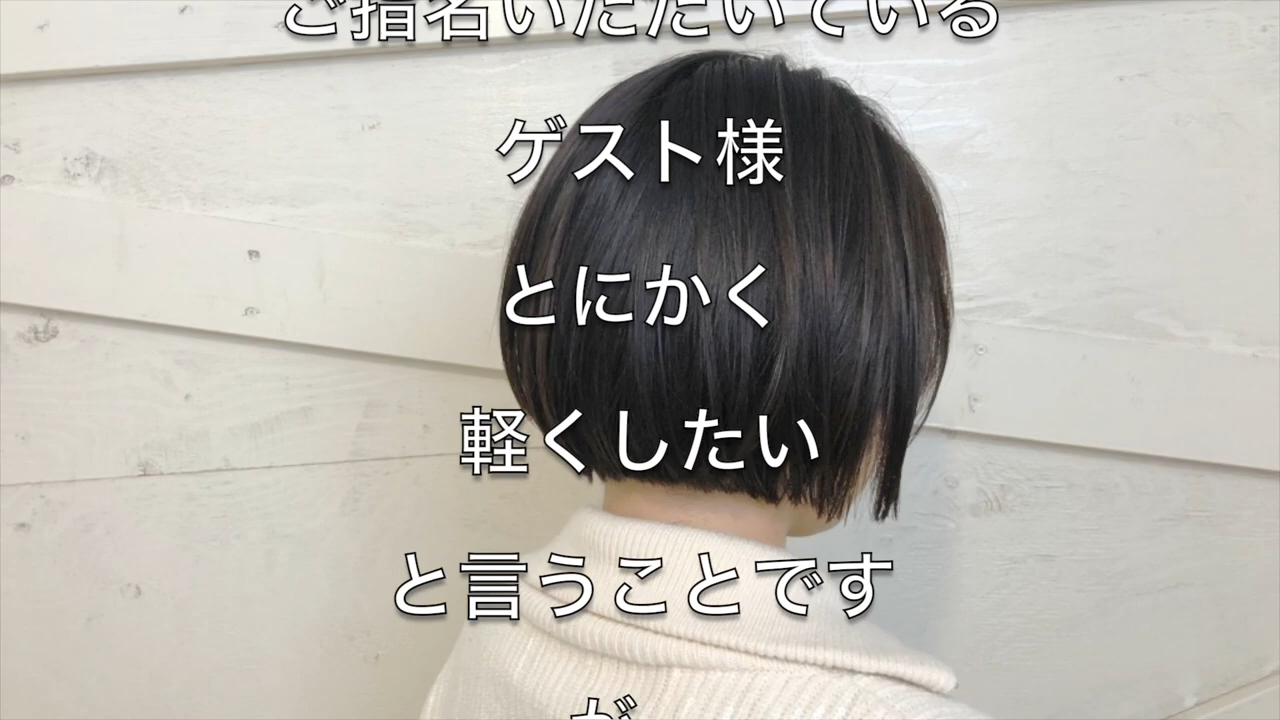 ご指名いただいている
ゲスト様
とにかく
軽くしたい
と言うことです
が